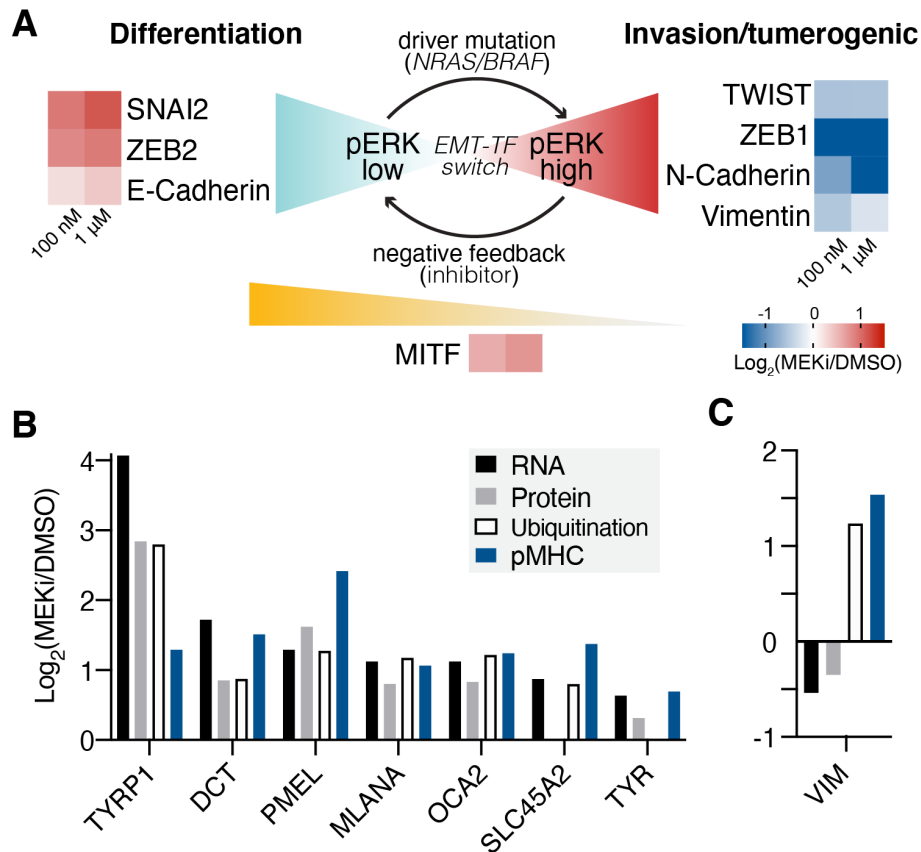 A
Differentiation
driver mutation
(NRAS/BRAF)
Invasion/tumerogenic
SNAI2
ZEB2
E-Cadherin
100 nM
1 µM
pERK
low
EMT-TF
switch
pERK
high
TWIST
ZEB1
N-Cadherin
Vimentin
100 nM
1 µM
negative feedback
(inhibitor)
MITF
-1 0 1
Log2(MEKi/DMSO)
B
Log2(MEKi/DMSO)
4
3
2
1
0
RNA
Protein
Ubiquitination
pMHC
TYRP1
DCT
PMEL
MLANA
OCA2
SLC45A2
TYR
C
2
1
0
-1
VIM